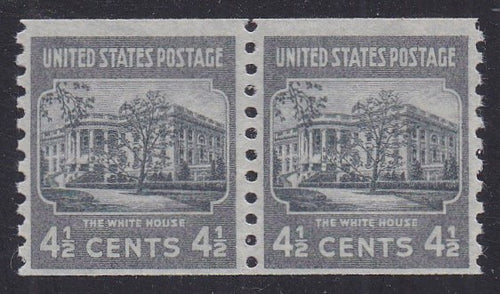 UNITED STATES POSTAGE
THE WHITE HOUSE
4½ CENTS 4½
UNITED STATES POSTAGE
THE WHITE HOUSE
4½ CENTS 4½